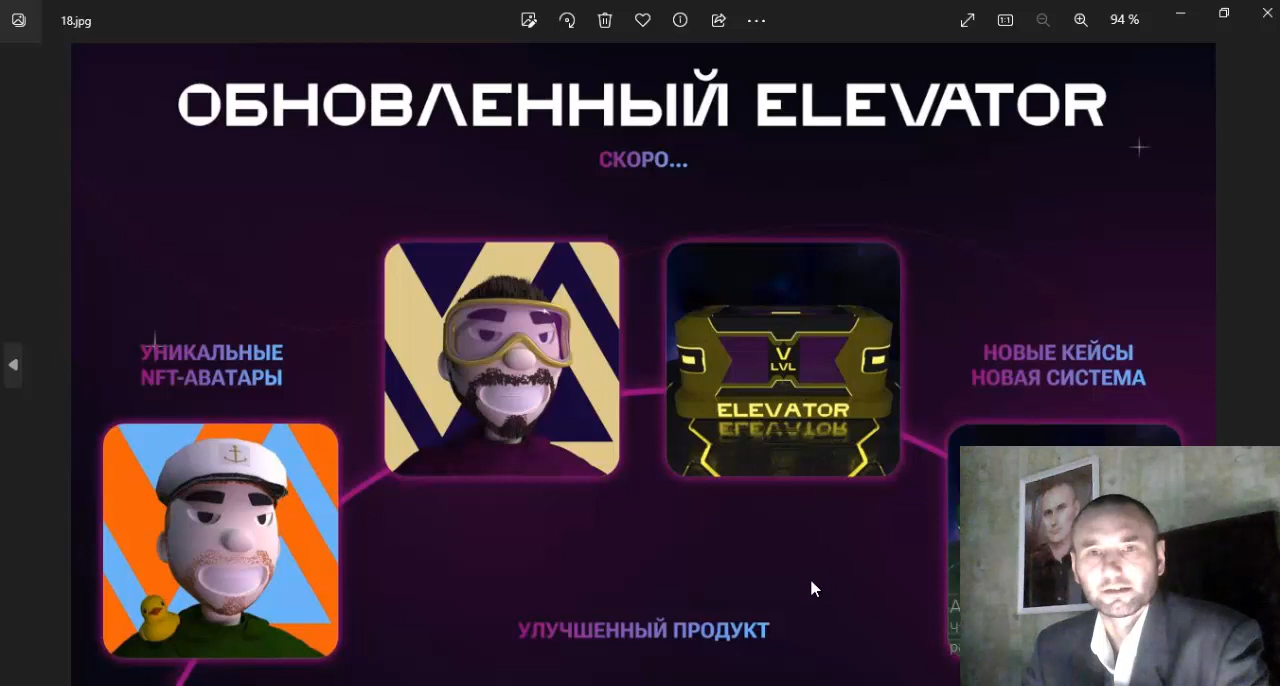 18.jpg
94 %
ОБНОВЛЕННЫЙ ELEVATOR
СКОРО...
УНИКАЛЬНЫЕ
NFT-АВАТАРЫ
НОВЫЕ КЕЙСЫ
НОВАЯ СИСТЕМА
V
LVL
ELEVATOR
УЛУЧШЕННЫЙ ПРОДУКТ